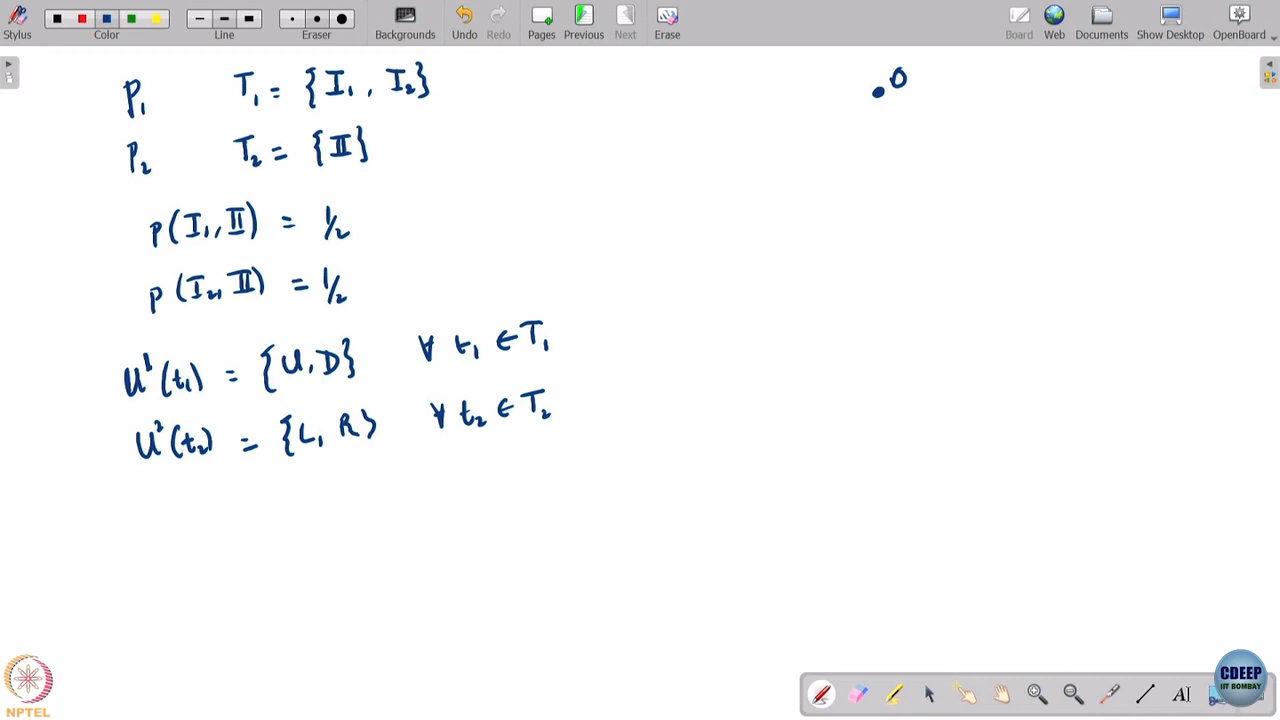 Stylus Color Line Eraser Backgrounds Undo Redo Pages Previous Next Erase Board Web Documents Show Desktop OpenBoard
P₁ T₁ = {I₁, I₂} 0
P₂ T₂ = {II}
p(I₁, II) = 1/2
p(I₂, II) = 1/2
U¹(t₁) = {U, D} ∀ t₁ ∈ T₁
U²(t₂) = {L, R} ∀ t₂ ∈ T₂
NPTEL
CDEEP
IIT BOMBAY